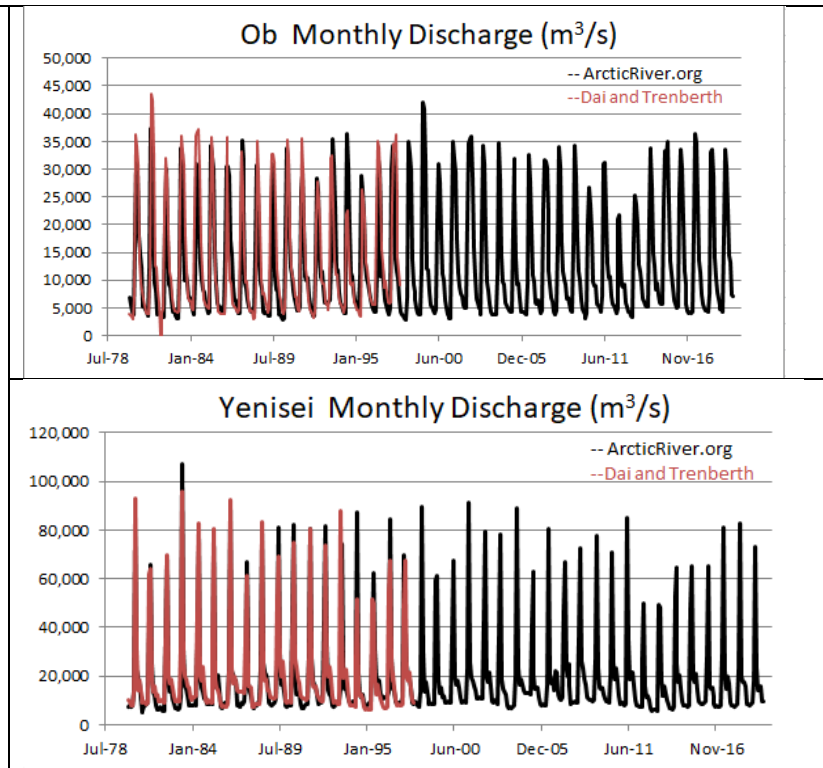 Ob Monthly Discharge (m³/s)
50,000
45,000
40,000
35,000
30,000
25,000
20,000
15,000
10,000
5,000
0
-- ArcticRiver.org
--Dai and Trenberth
Jul-78 Jan-84 Jul-89 Jan-95 Jun-00 Dec-05 Jun-11 Nov-16
Yenisei Monthly Discharge (m³/s)
120,000
100,000
80,000
60,000
40,000
20,000
0
-- ArcticRiver.org
--Dai and Trenberth
Jul-78 Jan-84 Jul-89 Jan-95 Jun-00 Dec-05 Jun-11 Nov-16